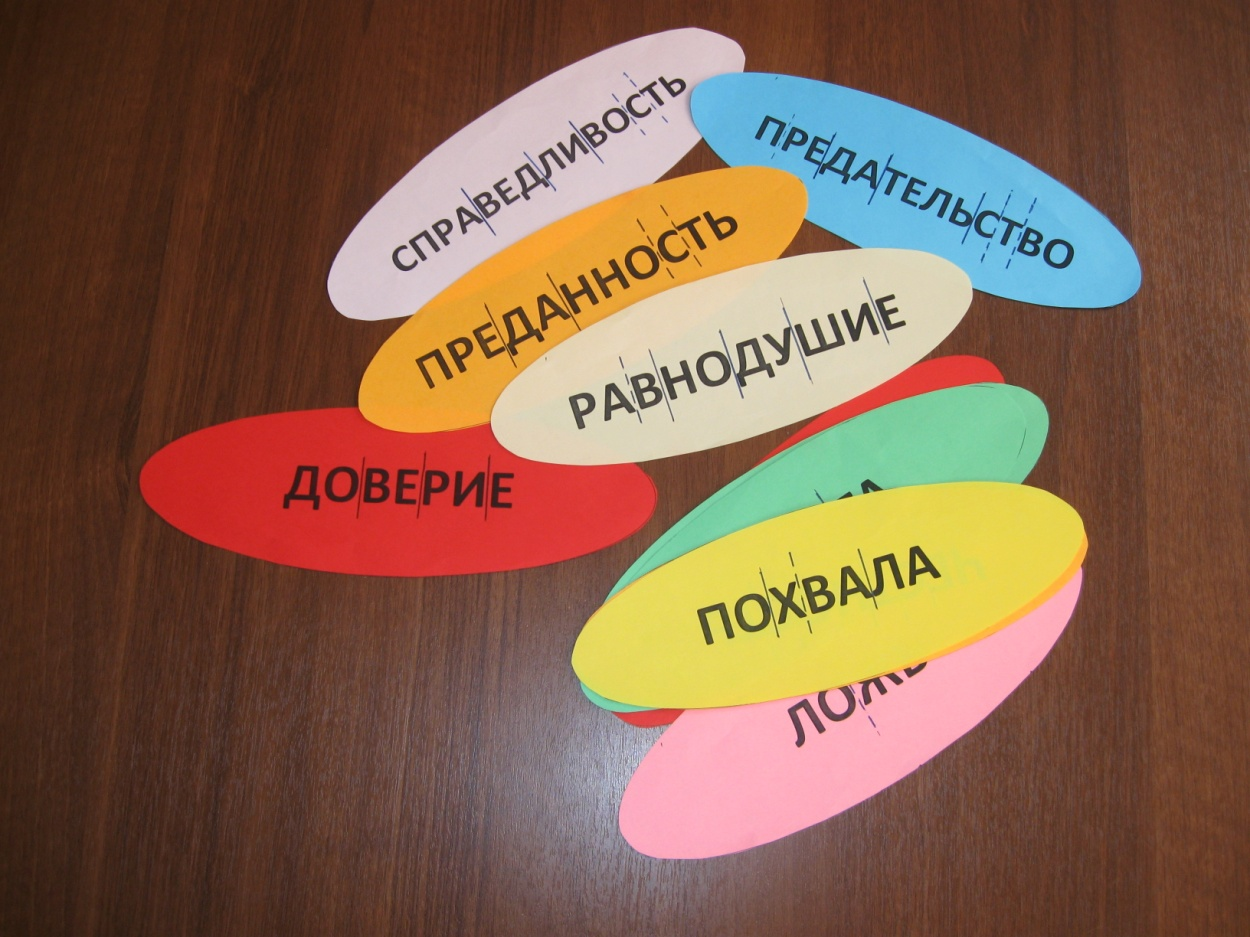 СПРАВЕДЛИВОСТЬ
ПРЕДАТЕЛЬСТВО
ПРЕДАННОСТЬ
РАВНОДУШИЕ
ДОВЕРИЕ
ПОХВАЛА
ЛОЖЬ